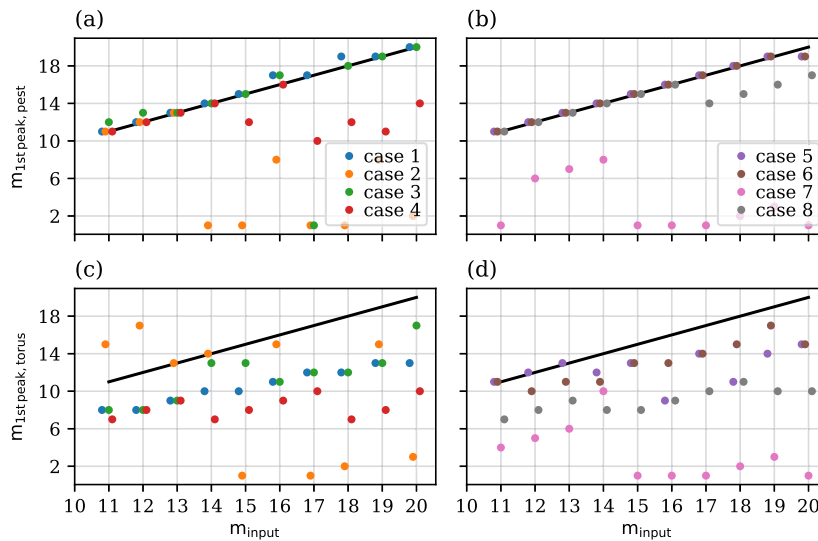 (a)
(b)
m1st peak, pest
18
14
10
6
2
case 1
case 2
case 3
case 4
case 5
case 6
case 7
case 8
(c)
(d)
m1st peak, torus
18
14
10
6
2
10 11 12 13 14 15 16 17 18 19 20
10 11 12 13 14 15 16 17 18 19 20
minput
minput